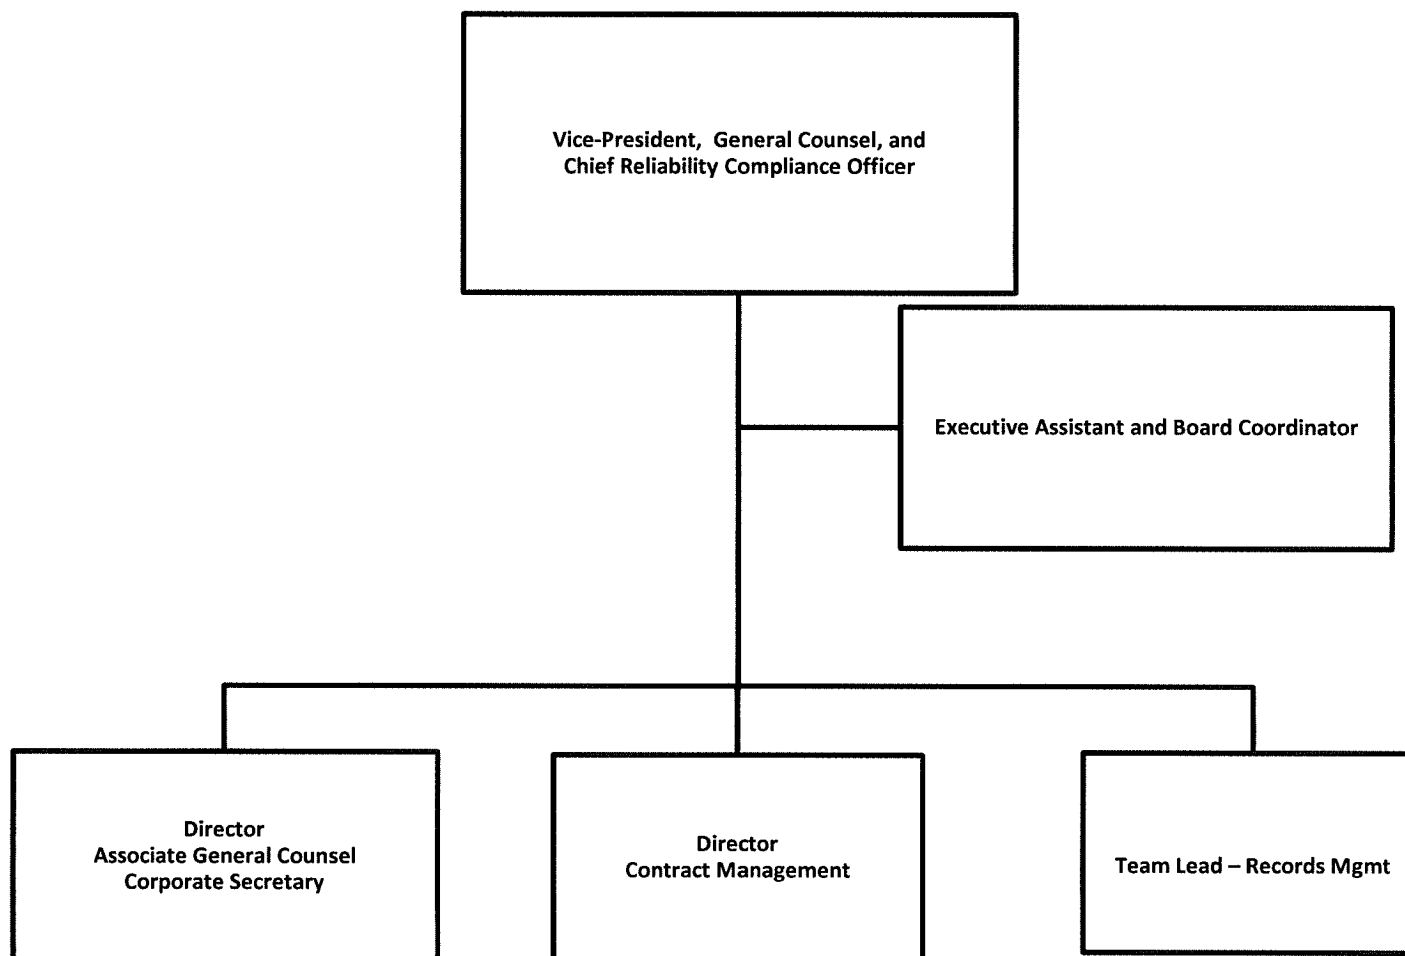 Vice-President, General Counsel, and
Chief Reliability Compliance Officer
Executive Assistant and Board Coordinator
Director
Associate General Counsel
Corporate Secretary
Director
Contract Management
Team Lead – Records Mgmt